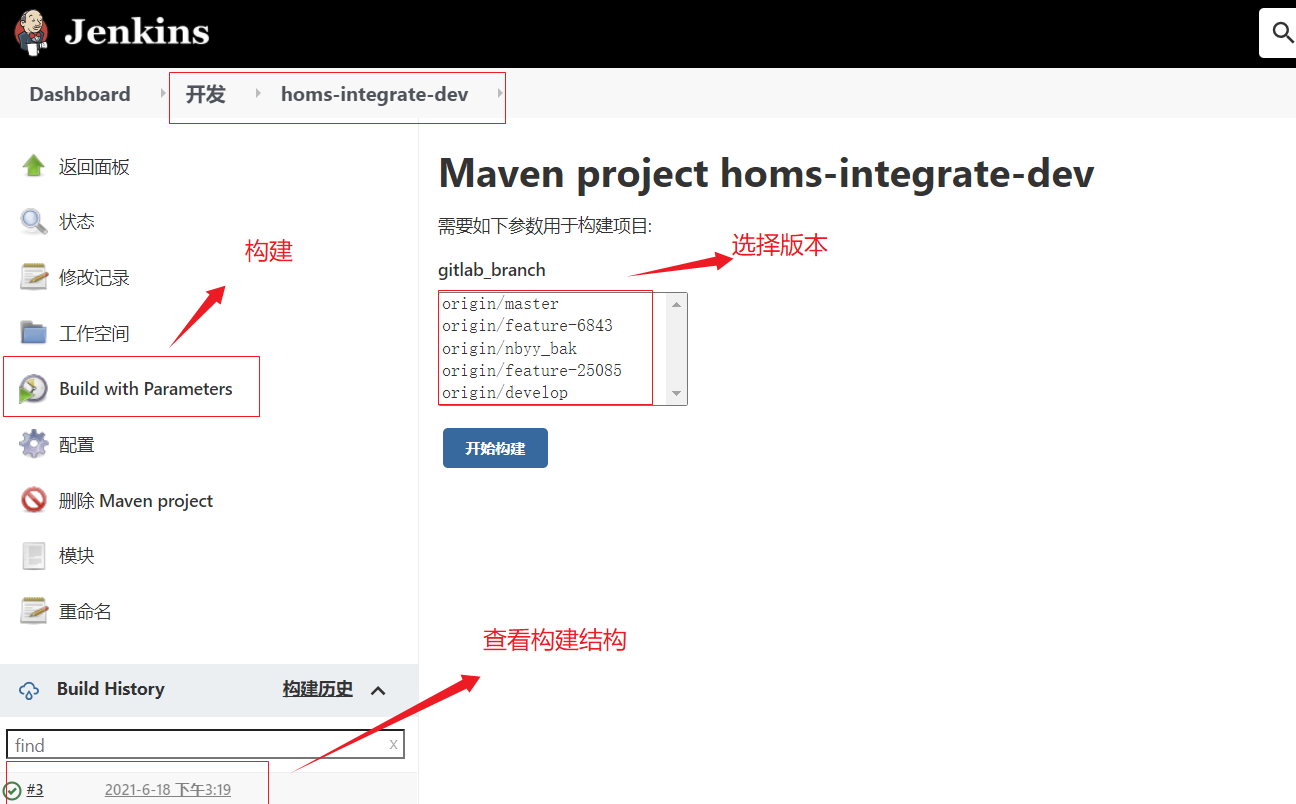 Jenkins
Dashboard 开发 homs-integrate-dev
返回面板
状态
修改记录
工作空间
Build with Parameters
配置
删除 Maven project
模块
重命名
构建
Maven project homs-integrate-dev
需要如下参数用于构建项目:
选择版本
gitlab_branch
origin/master
origin/feature-6843
origin/nbyy_bak
origin/feature-25085
origin/develop
开始构建
查看构建结构
Build History 构建历史
find x
#3 2021-6-18 下午3:19